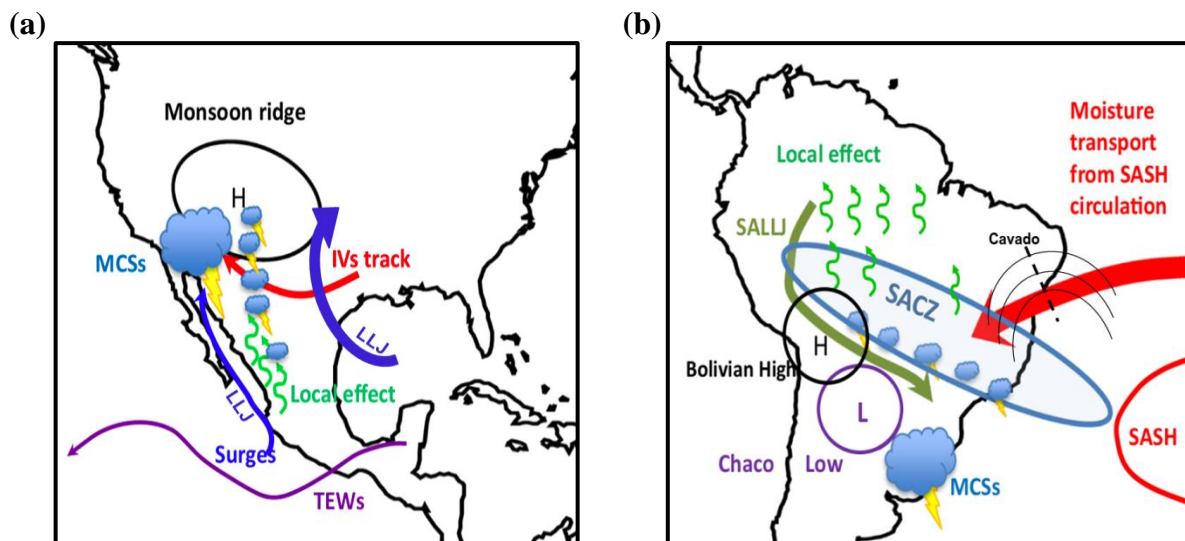 (a)
Monsoon ridge
H
MCSs
IVs track
LLJ
LLJ
Local effect
Surges
TEWs
(b)
Moisture
transport
from SASH
circulation
Local effect
SALLJ
Cavado
SACZ
H
Bolivian High
L
Chaco Low
SASH
MCSs